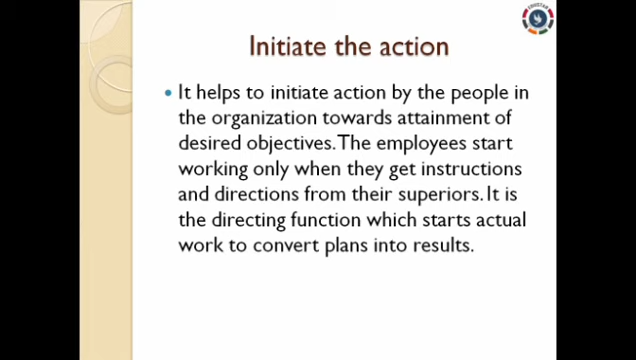 Initiate the action
• It helps to initiate action by the people in
the organization towards attainment of
desired objectives. The employees start
working only when they get instructions
and directions from their superiors. It is
the directing function which starts actual
work to convert plans into results.